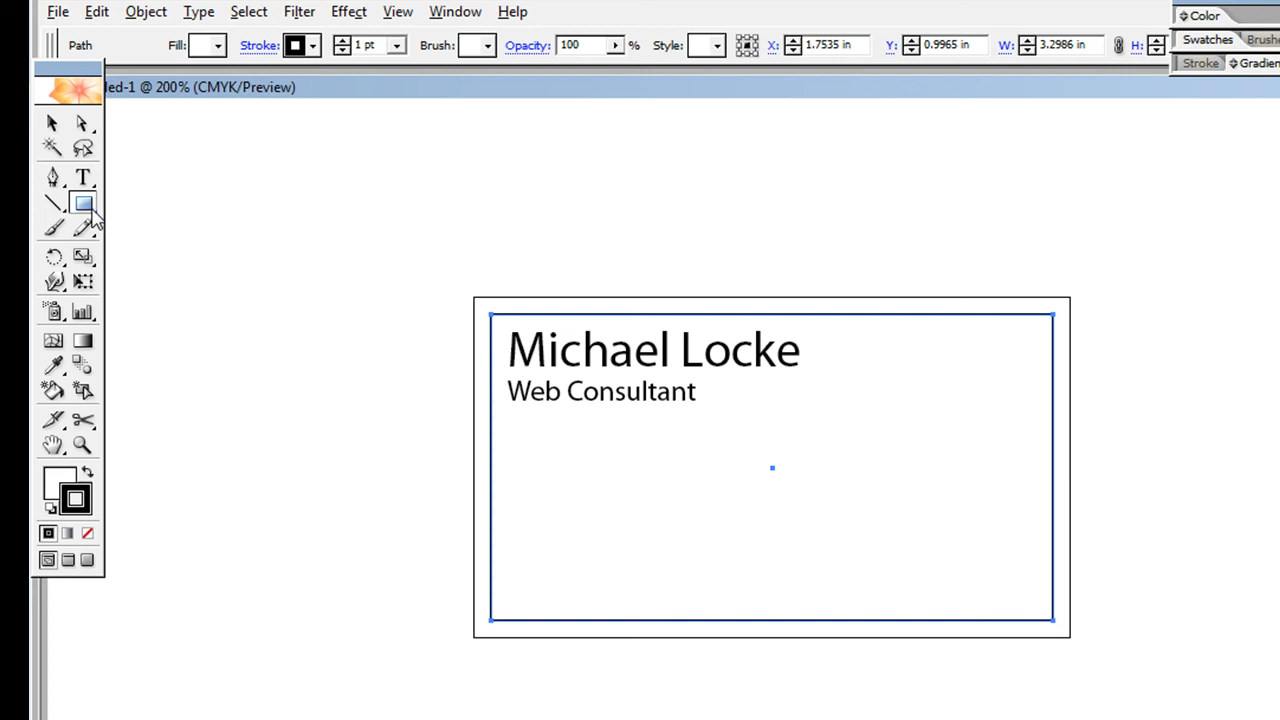 File Edit Object Type Select Filter Effect View Window Help
Color
Path Fill: Stroke: 1 pt Brush: Opacity: 100 % Style: X: 1.7535 in Y: 0.9965 in W: 3.2986 in H:
Swatches Brushe
Stroke Gradien
led-1 @ 200% (CMYK/Preview)
T
Michael Locke
Web Consultant